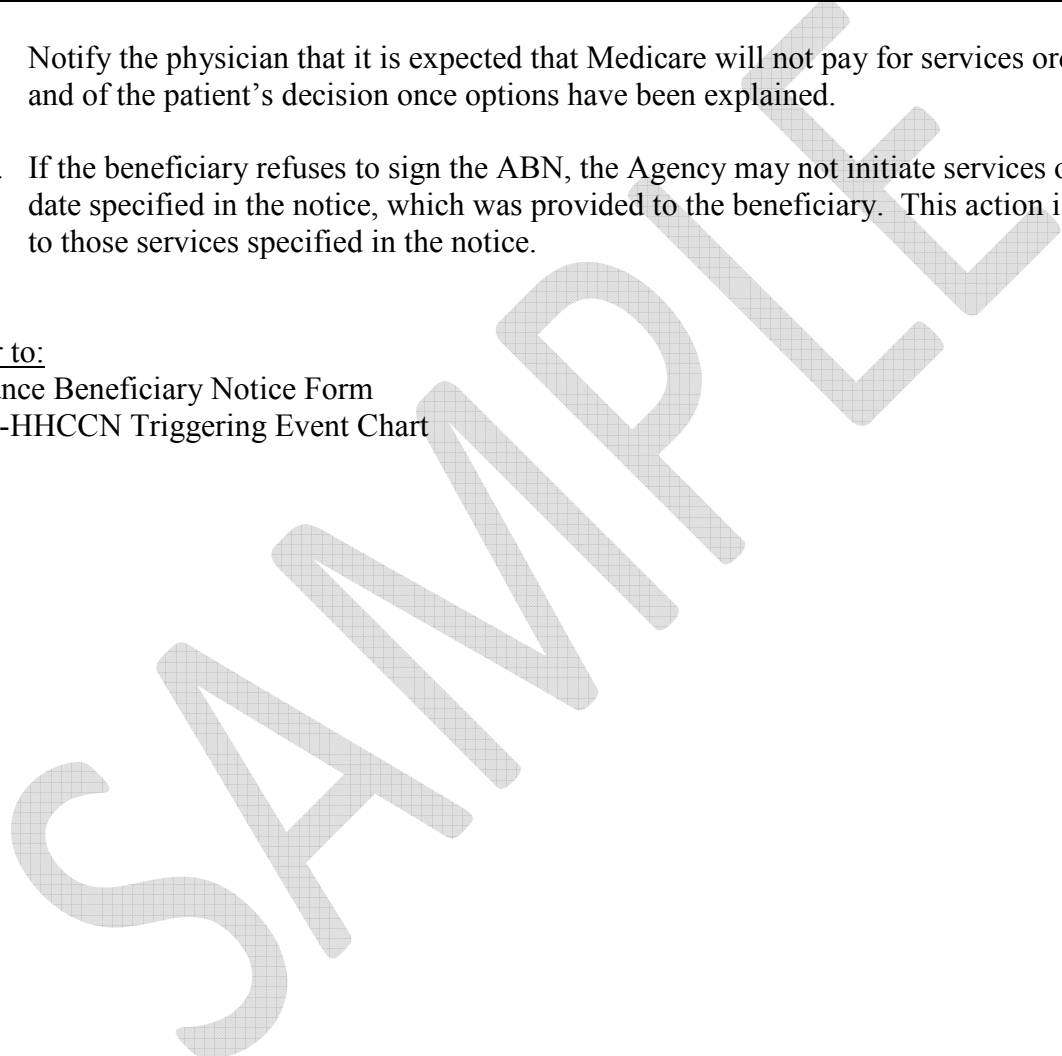 Notify the physician that it is expected that Medicare will not pay for services
and of the patient’s decision once options have been explained.
If the beneficiary refuses to sign the ABN, the Agency may not initiate services
date specified in the notice, which was provided to the beneficiary. This action
to those services specified in the notice.
to:
Beneficiary Notice Form
-HHCCN Triggering Event Chart
SAMPLE